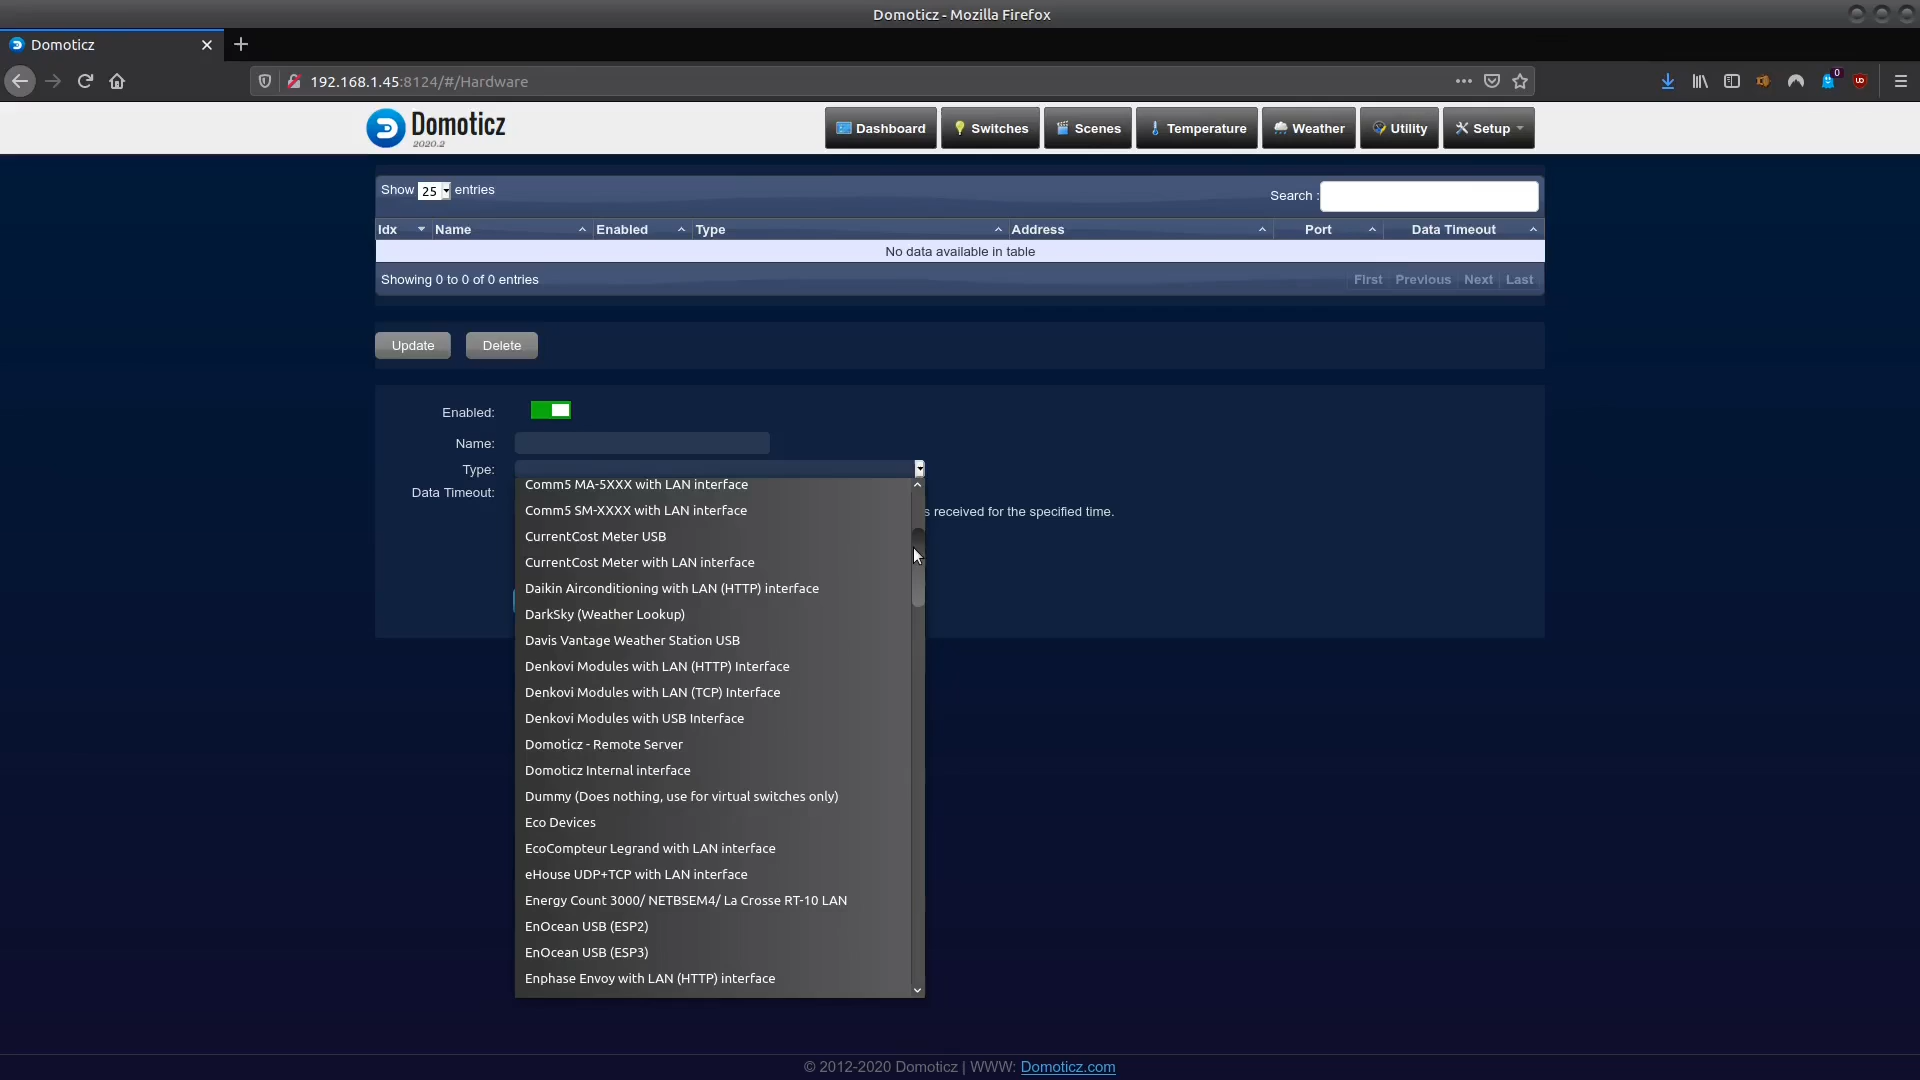 Domoticz - Mozilla Firefox
Domoticz
192.168.1.45:8124/#/Hardware
0
Domoticz
2020.2
Dashboard Switches Scenes Temperature Weather Utility Setup
Show 25 entries
Search :
Idx Name Enabled Type Address Port Data Timeout
No data available in table
Showing 0 to 0 of 0 entries
First Previous Next Last
Update Delete
Enabled:
Name:
Type:
Data Timeout:
s received for the specified time.
Comm5 MA-5XXX with LAN interface
Comm5 SM-XXXX with LAN interface
CurrentCost Meter USB
CurrentCost Meter with LAN interface
Daikin Airconditioning with LAN (HTTP) interface
DarkSky (Weather Lookup)
Davis Vantage Weather Station USB
Denkovi Modules with LAN (HTTP) Interface
Denkovi Modules with LAN (TCP) Interface
Denkovi Modules with USB Interface
Domoticz - Remote Server
Domoticz Internal interface
Dummy (Does nothing, use for virtual switches only)
Eco Devices
EcoCompteur Legrand with LAN interface
eHouse UDP+TCP with LAN interface
Energy Count 3000/ NETBSEM4/ La Crosse RT-10 LAN
EnOcean USB (ESP2)
EnOcean USB (ESP3)
Enphase Envoy with LAN (HTTP) interface
© 2012-2020 Domoticz | WWW: Domoticz.com